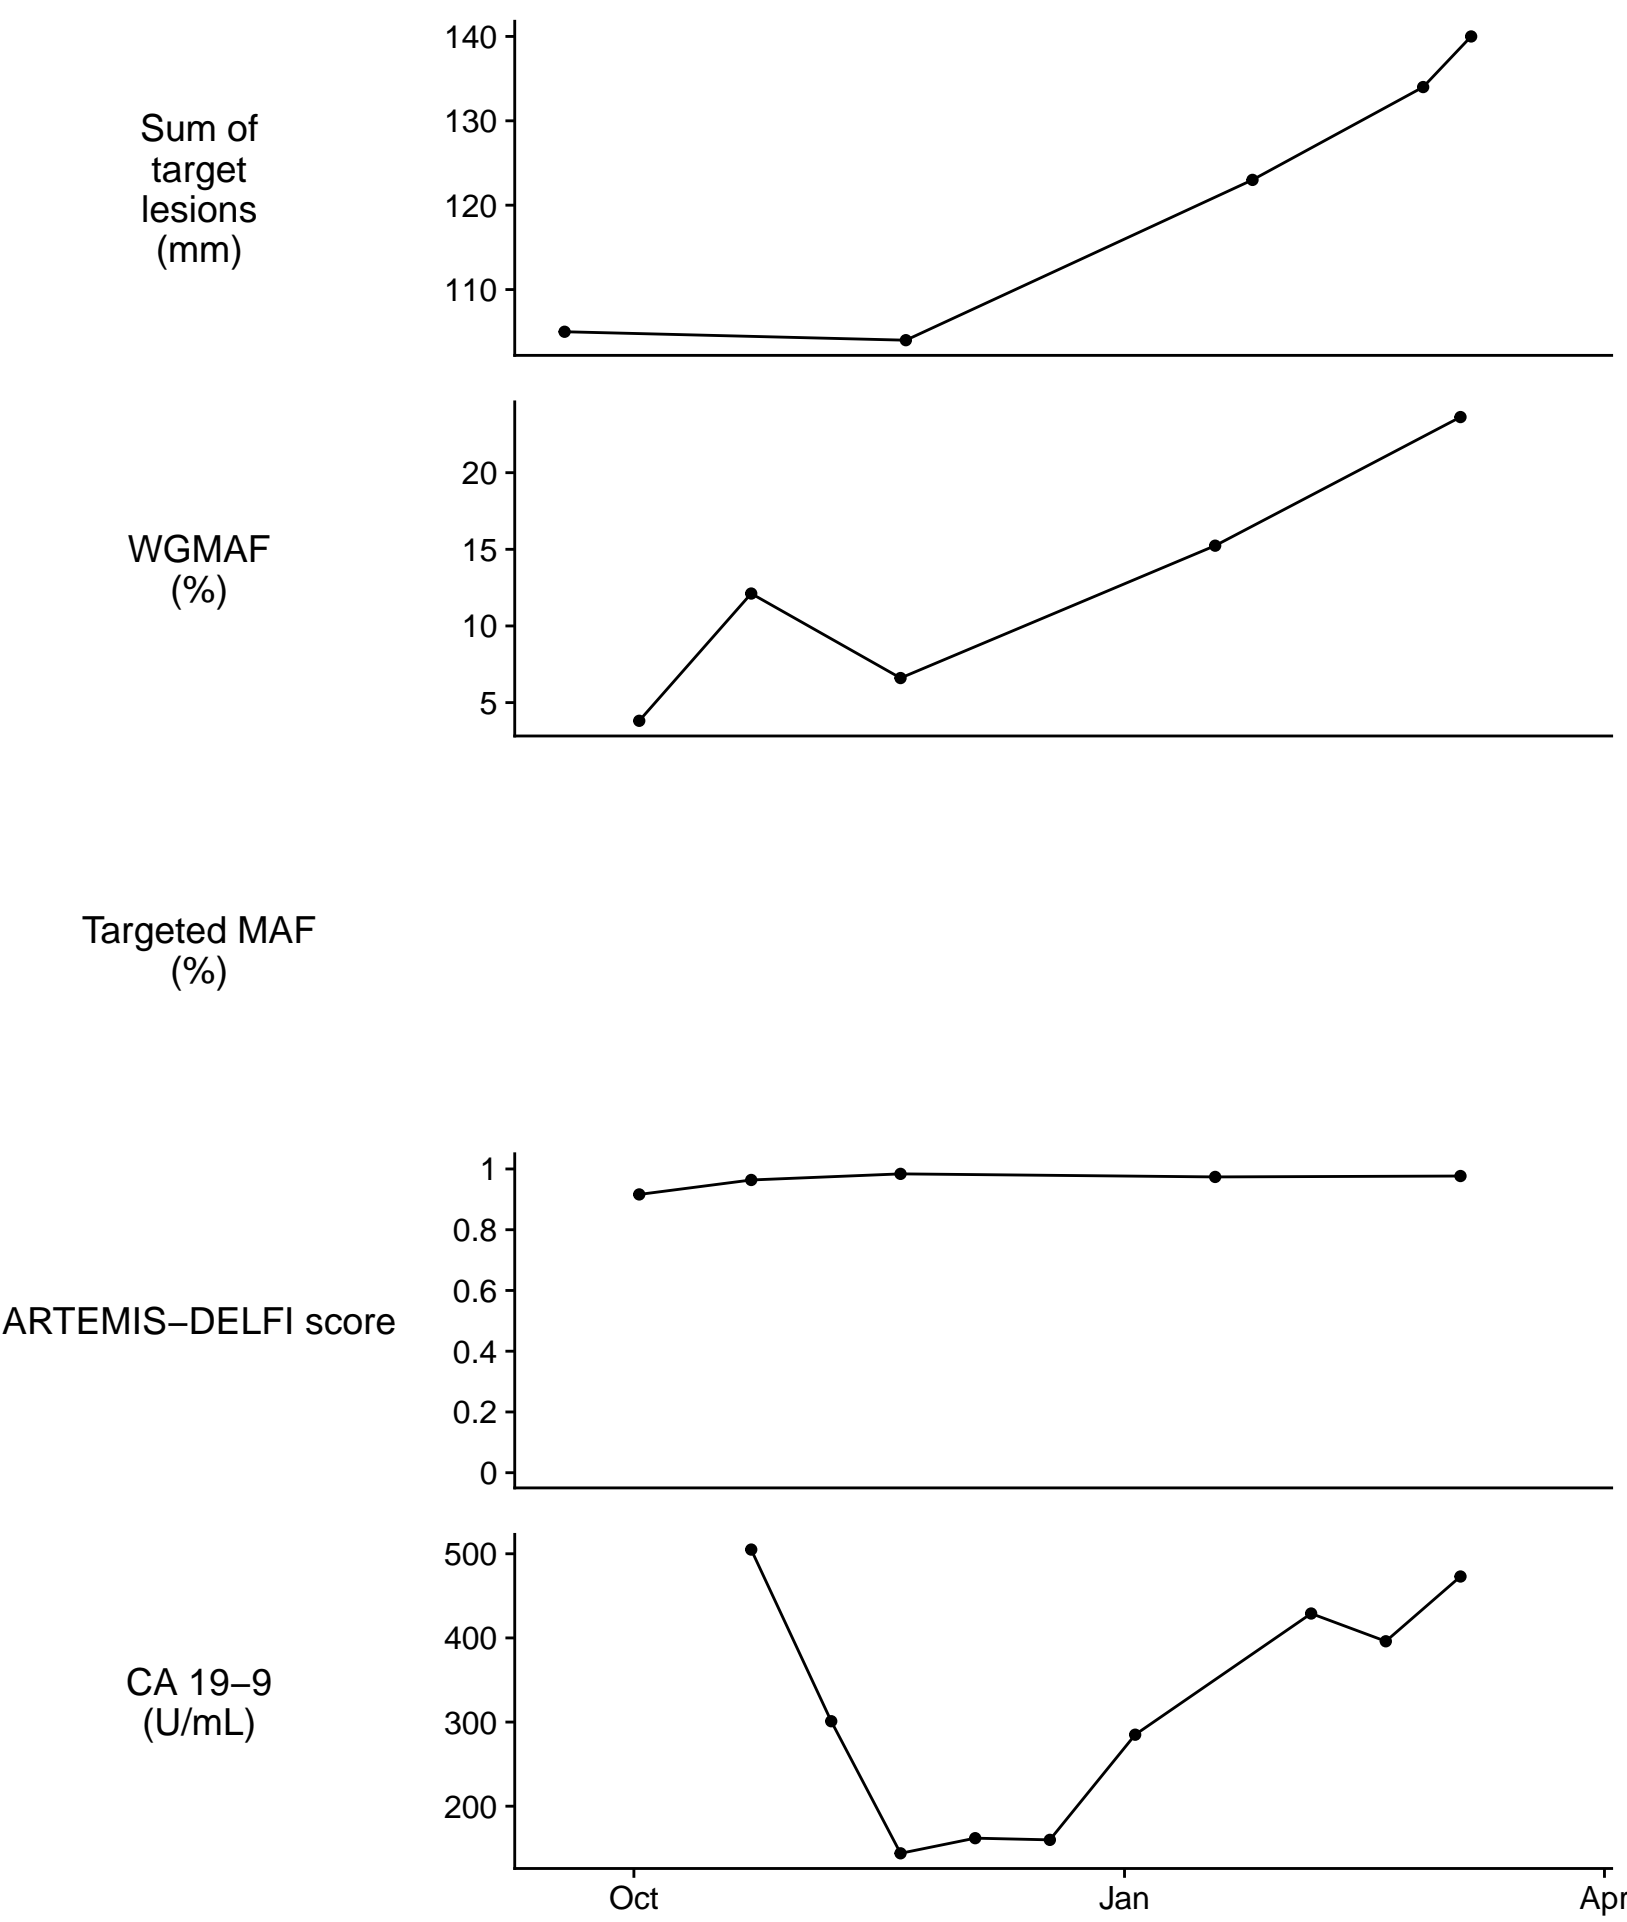 Sum of
target
lesions
(mm)
140
130
120
110
WGMAF
(%)
20
15
10
5
Targeted MAF
(%)
ARTEMIS–DELFI score
1
0.8
0.6
0.4
0.2
0
CA 19–9
(U/mL)
500
400
300
200
Oct Jan Apr